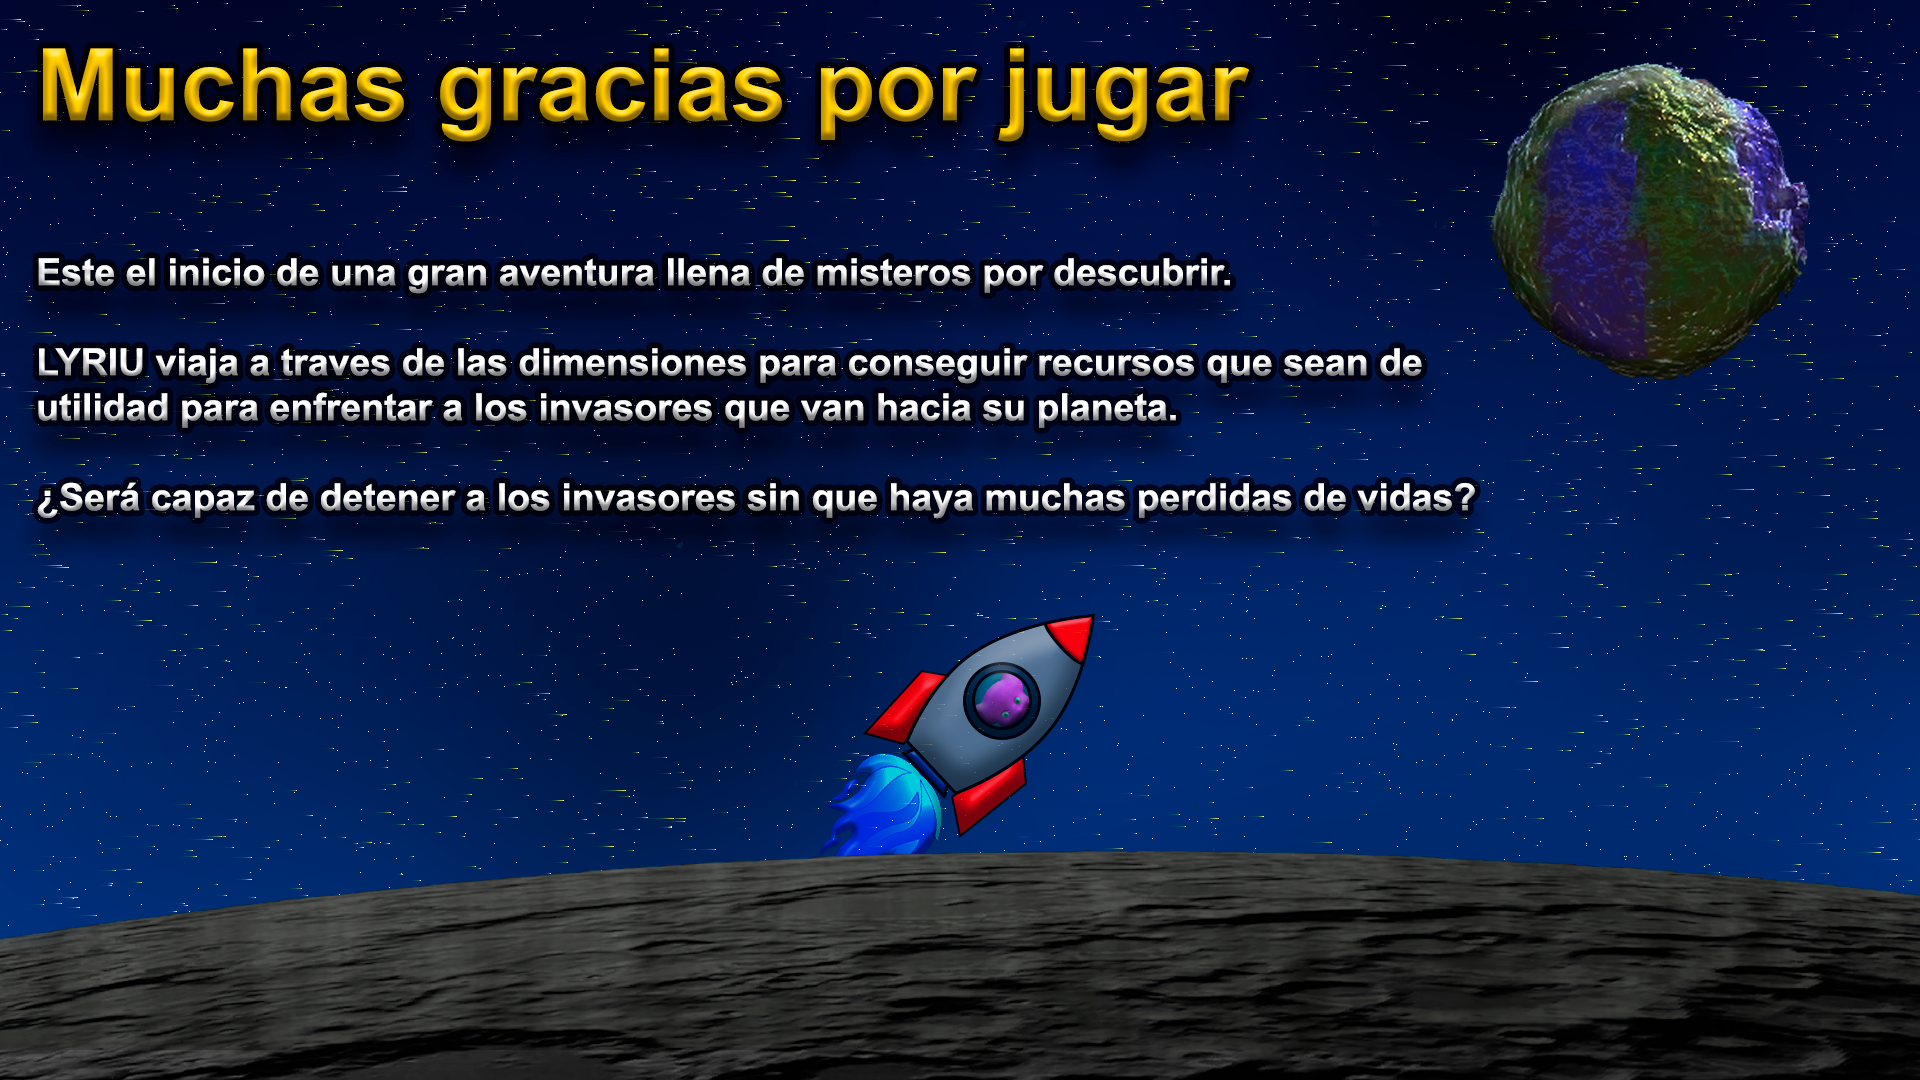 Muchas gracias por jugar
Este el inicio de una gran aventura llena de misteros por descubrir.
LYRIU viaja a traves de las dimensiones para conseguir recursos que sean de
utilidad para enfrentar a los invasores que van hacia su planeta.
¿Será capaz de detener a los invasores sin que haya muchas perdidas de vidas?